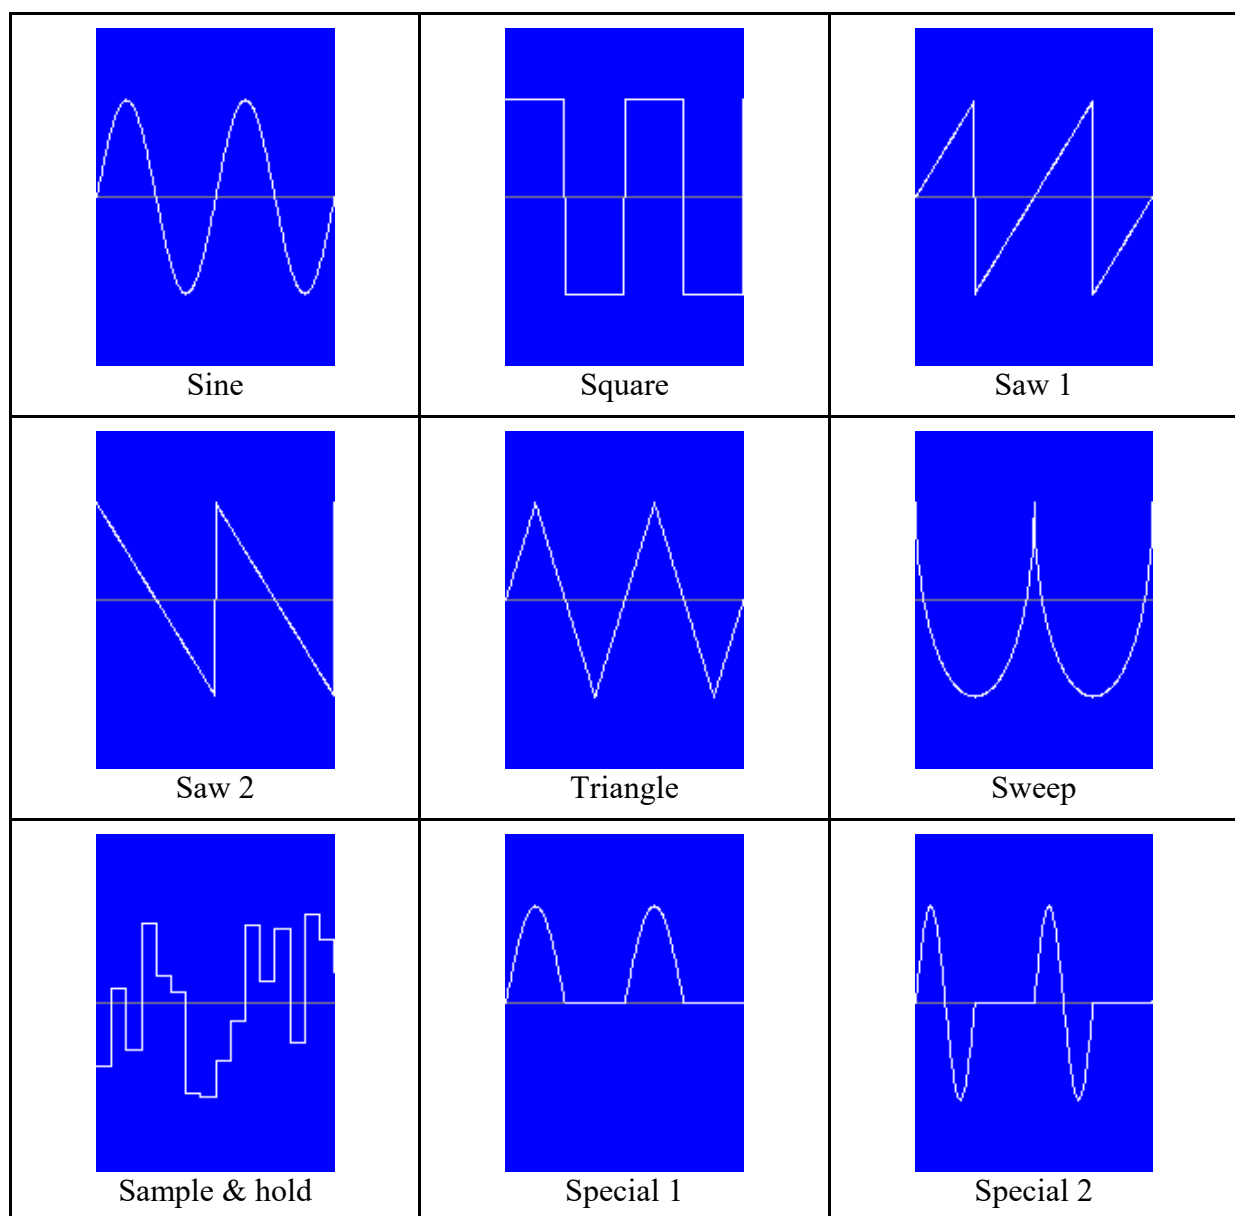 Sine
Square
Saw 1
Saw 2
Triangle
Sweep
Sample & hold
Special 1
Special 2